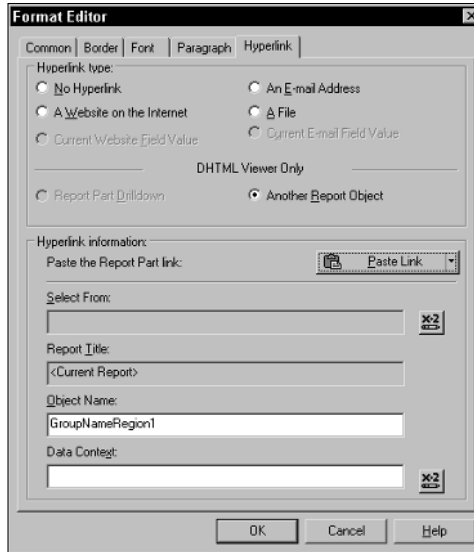 Format Editor
Common Border Font Paragraph Hyperlink
Hyperlink type:
No Hyperlink An E-mail Address
A Website on the Internet A File
Current Website Field Value Current E-mail Field Value
DHTML Viewer Only
Report Part Drilldown Another Report Object
Hyperlink information:
Paste the Report Part link: Paste Link
Select From:
x·2
Report Title:
<Current Report>
Object Name:
GroupNameRegion1
Data Context:
x·2
OK Cancel Help